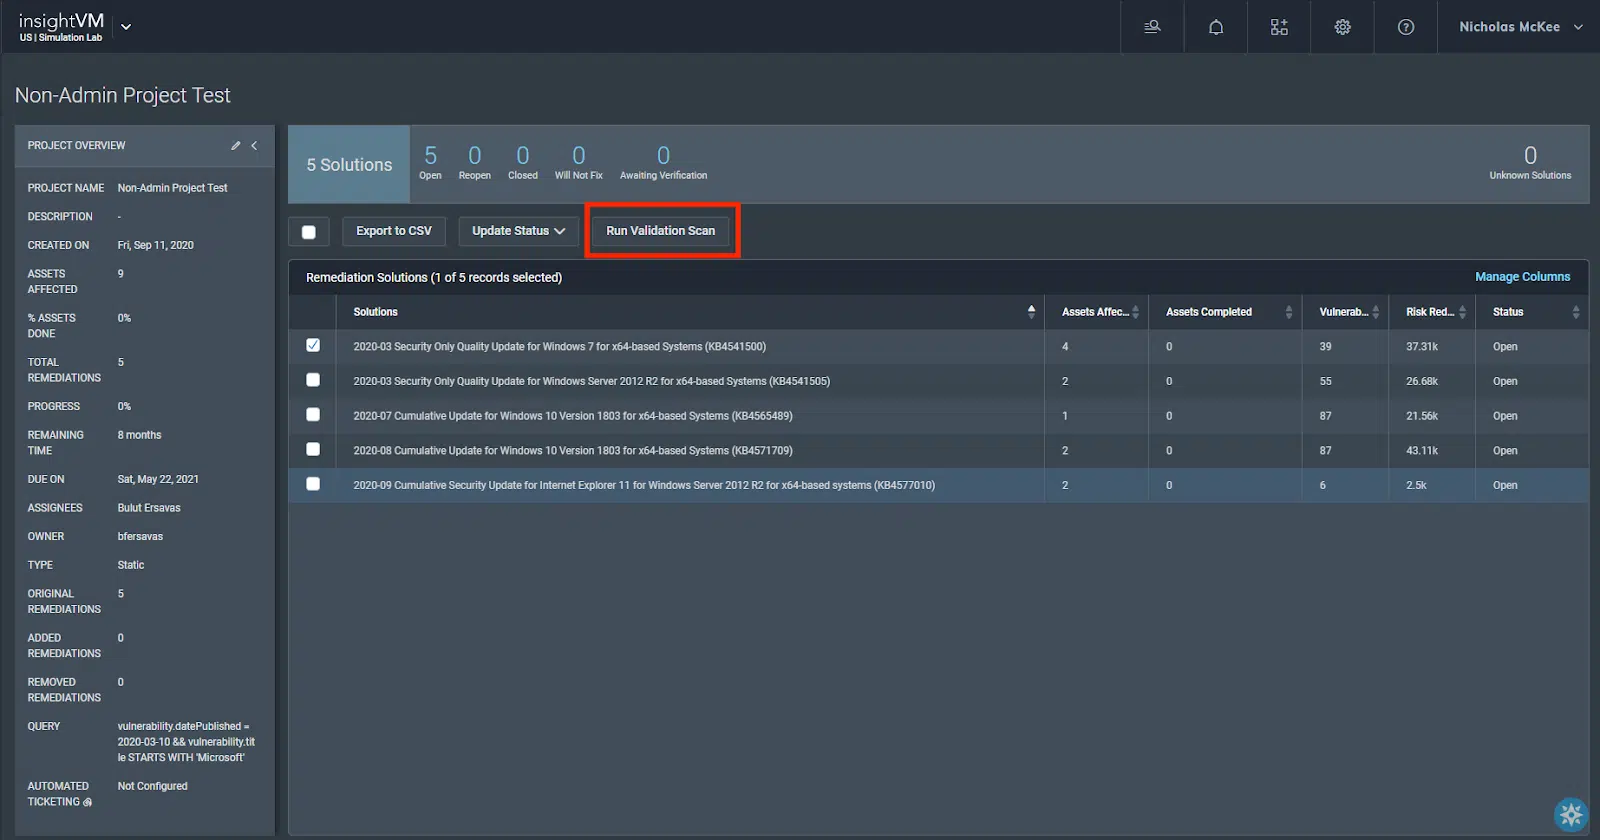 insightVM
US | Simulation Lab
Nicholas McKee
Non-Admin Project Test
PROJECT OVERVIEW
PROJECT NAME Non-Admin Project Test
DESCRIPTION -
CREATED ON Fri, Sep 11, 2020
ASSETS AFFECTED 9
% ASSETS DONE 0%
TOTAL REMEDIATIONS 5
PROGRESS 0%
REMAINING TIME 8 months
DUE ON Sat, May 22, 2021
ASSIGNEES Bulut Ersavas
OWNER bfersavas
TYPE Static
ORIGINAL REMEDIATIONS 5
ADDED REMEDIATIONS 0
REMOVED REMEDIATIONS 0
QUERY vulnerability.datePublished =
2020-03-10 && vulnerability.tit
le STARTS WITH 'Microsoft'
AUTOMATED TICKETING Not Configured
5 Solutions
5 Open
0 Reopen
0 Closed
0 Will Not Fix
0 Awaiting Verification
0 Unknown Solutions
Export to CSV Update Status Run Validation Scan
Remediation Solutions (1 of 5 records selected) Manage Columns
Solutions Assets Affec... Assets Completed Vulnerab... Risk Red... Status
2020-03 Security Only Quality Update for Windows 7 for x64-based Systems (KB4541500) 4 0 39 37.31k Open
2020-03 Security Only Quality Update for Windows Server 2012 R2 for x64-based Systems (KB4541505) 2 0 55 26.68k Open
2020-07 Cumulative Update for Windows 10 Version 1803 for x64-based Systems (KB4565489) 1 0 87 21.56k Open
2020-08 Cumulative Update for Windows 10 Version 1803 for x64-based Systems (KB4571709) 2 0 87 43.11k Open
2020-09 Cumulative Security Update for Internet Explorer 11 for Windows Server 2012 R2 for x64-based systems (KB4577010) 2 0 6 2.5k Open